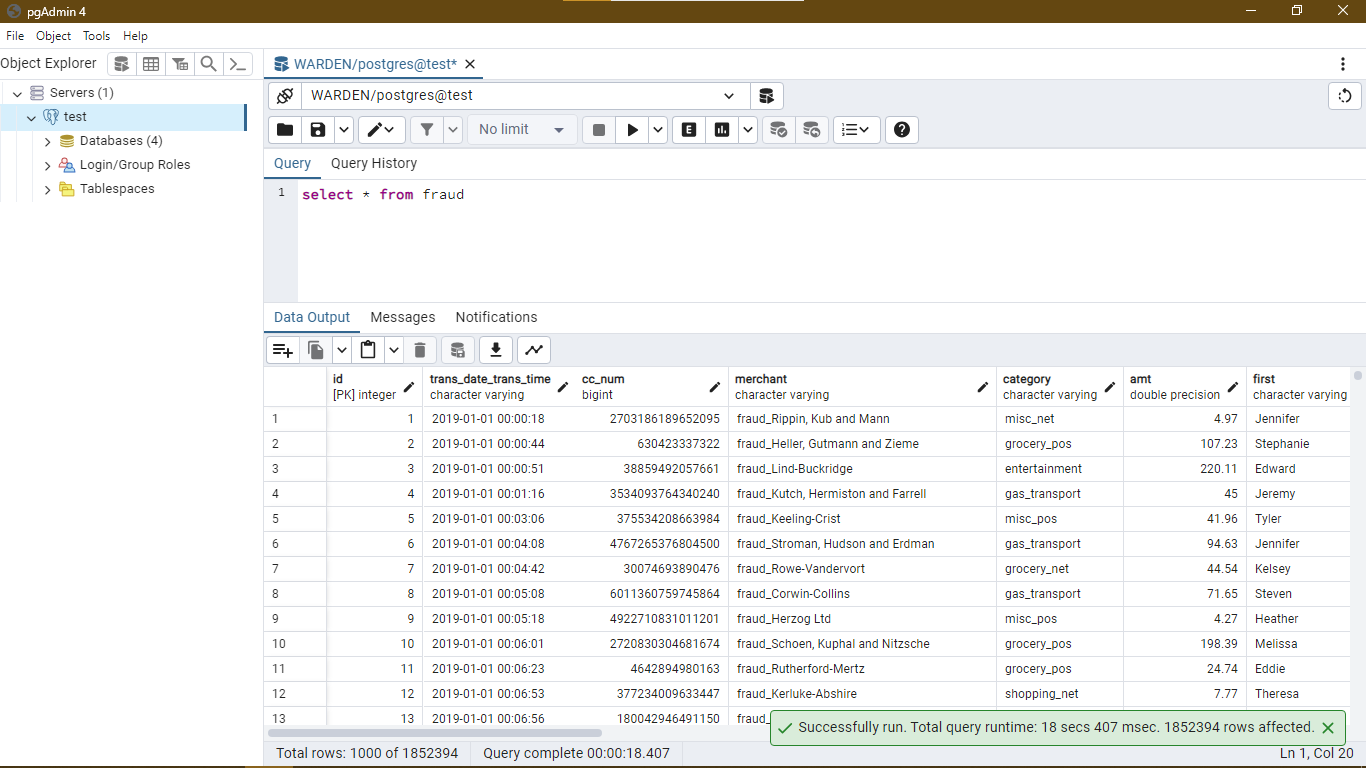 pgAdmin 4
File Object Tools Help
Object Explorer
WARDEN/postgres@test*
Servers (1)
test
Databases (4)
Login/Group Roles
Tablespaces
WARDEN/postgres@test
No limit
E
Query Query History
1 select * from fraud
Data Output Messages Notifications
id trans_date_trans_time cc_num merchant category amt first
[PK] integer character varying bigint character varying character varying double precision character varying
1 1 2019-01-01 00:00:18 2703186189652095 fraud_Rippin, Kub and Mann misc_net 4.97 Jennifer
2 2 2019-01-01 00:00:44 630423337322 fraud_Heller, Gutmann and Zieme grocery_pos 107.23 Stephanie
3 3 2019-01-01 00:00:51 38859492057661 fraud_Lind-Buckridge entertainment 220.11 Edward
4 4 2019-01-01 00:01:16 3534093764340240 fraud_Kutch, Hermiston and Farrell gas_transport 45 Jeremy
5 5 2019-01-01 00:03:06 375534208663984 fraud_Keeling-Crist misc_pos 41.96 Tyler
6 6 2019-01-01 00:04:08 4767265376804500 fraud_Stroman, Hudson and Erdman gas_transport 94.63 Jennifer
7 7 2019-01-01 00:04:42 30074693890476 fraud_Rowe-Vandervort grocery_net 44.54 Kelsey
8 8 2019-01-01 00:05:08 6011360759745864 fraud_Corwin-Collins gas_transport 71.65 Steven
9 9 2019-01-01 00:05:18 4922710831011201 fraud_Herzog Ltd misc_pos 4.27 Heather
10 10 2019-01-01 00:06:01 2720830304681674 fraud_Schoen, Kuphal and Nitzsche grocery_pos 198.39 Melissa
11 11 2019-01-01 00:06:23 4642894980163 fraud_Rutherford-Mertz grocery_pos 24.74 Eddie
12 12 2019-01-01 00:06:53 377234009633447 fraud_Kerluke-Abshire shopping_net 7.77 Theresa
13 13 2019-01-01 00:06:56 180042946491150 fraud_
Successfully run. Total query runtime: 18 secs 407 msec. 1852394 rows affected.
Total rows: 1000 of 1852394 Query complete 00:00:18.407 Ln 1, Col 20